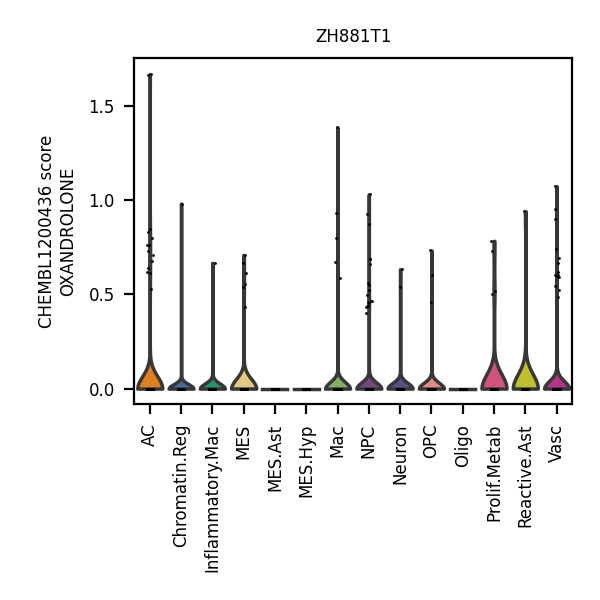 ZH881T1
CHEMBL1200436 score
OXANDROLONE
1.5
1.0
0.5
0.0
AC
Chromatin.Reg
Inflammatory.Mac
MES
MES.Ast
MES.Hyp
Mac
NPC
Neuron
OPC
Oligo
Prolif.Metab
Reactive.Ast
Vasc